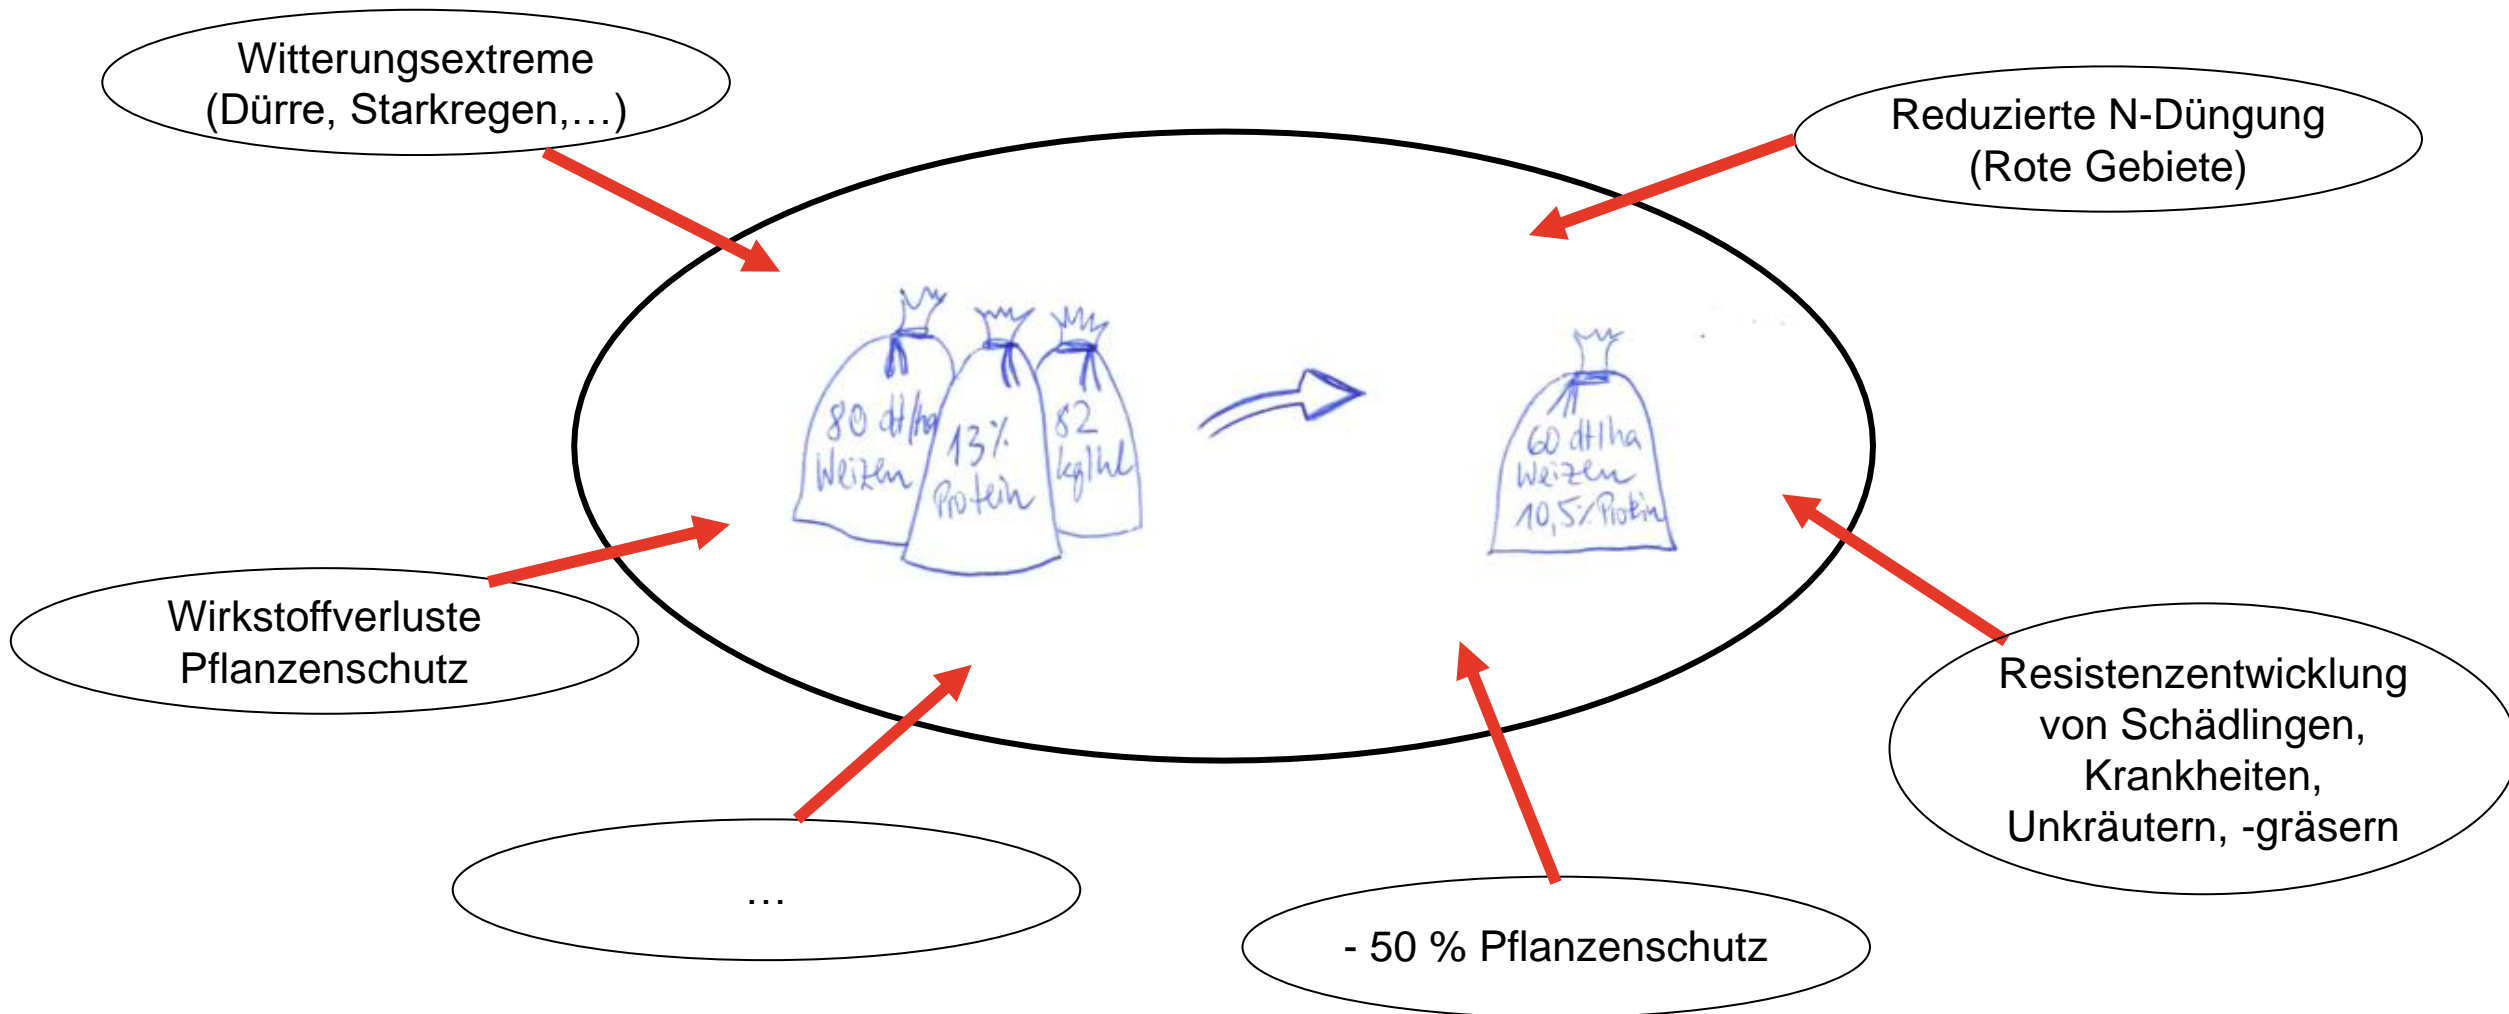 Witterungsextreme
(Dürre, Starkregen,…)
Reduzierte N-Düngung
(Rote Gebiete)
80 dt/ha
Weizen
13%
Protein
82
kg/hl
60 dt/ha
Weizen
10,5% Protein
Wirkstoffverluste
Pflanzenschutz
…
- 50 % Pflanzenschutz
Resistenzentwicklung
von Schädlingen,
Krankheiten,
Unkräutern, -gräsern